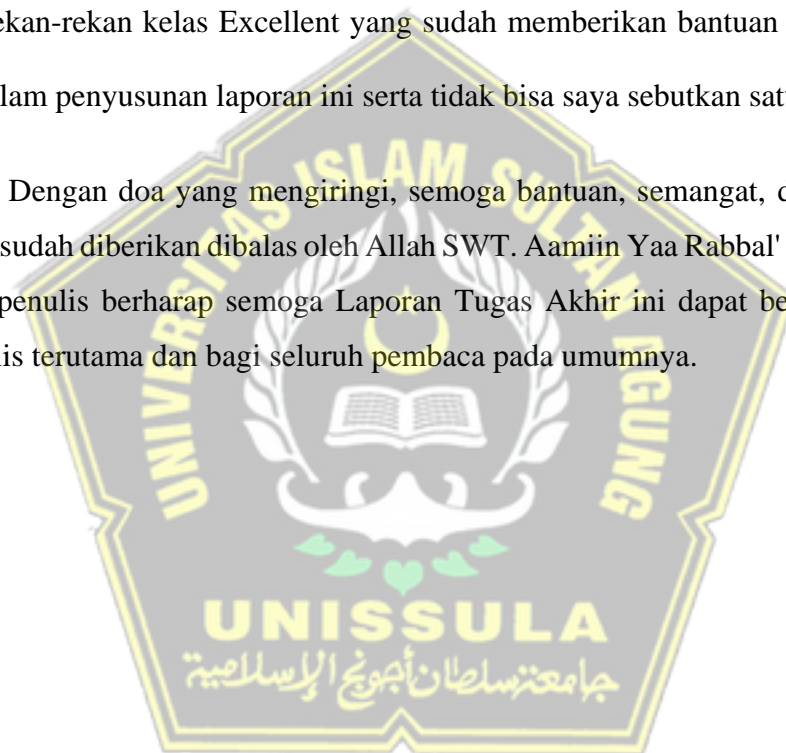 ekan-rekan kelas Excellent yang sudah memberikan bantuan
lam penyusunan laporan ini serta tidak bisa saya sebutkan sat
Dengan doa yang mengiringi, semoga bantuan, semangat, d
sudah diberikan dibalas oleh Allah SWT. Aamiin Yaa Rabbal'
penulis berharap semoga Laporan Tugas Akhir ini dapat be
lis terutama dan bagi seluruh pembaca pada umumnya.
UNIVERSITAS ISLAM SULTAN AGUNG
UNISSULA
جامعة سلطان أجونج الإسلامية